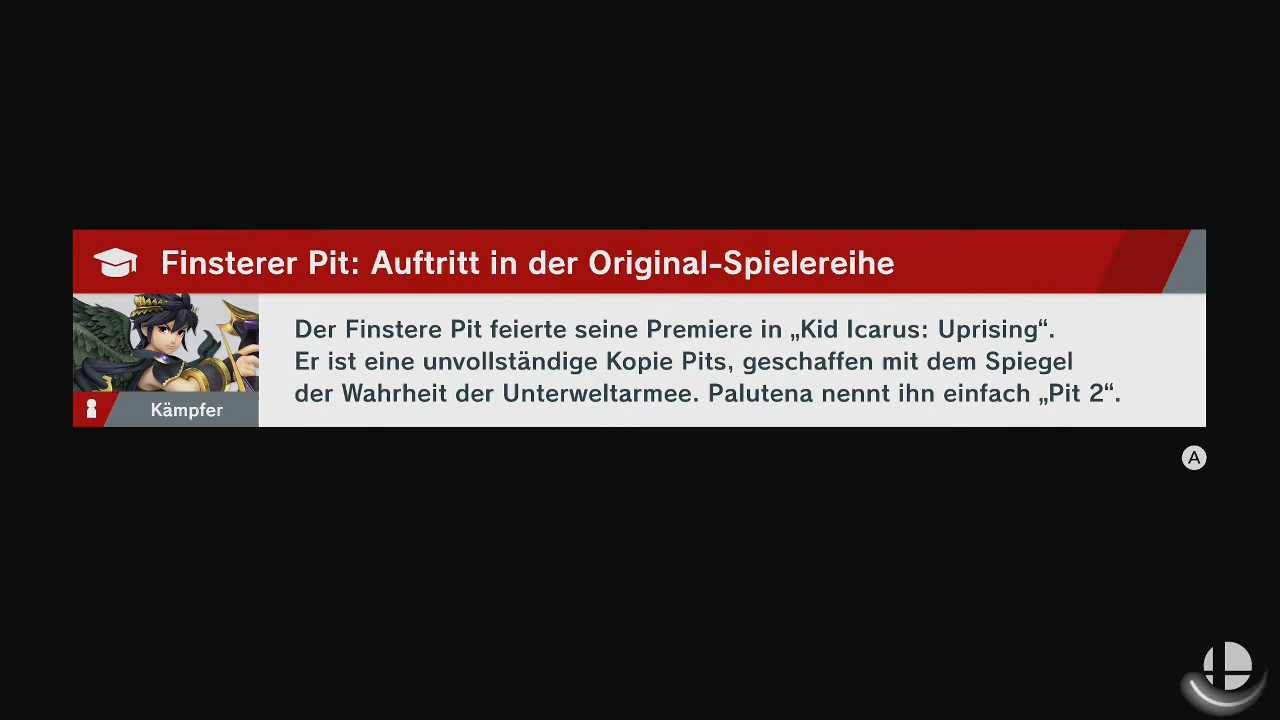 Finsterer Pit: Auftritt in der Original-Spielereihe
Der Finstere Pit feierte seine Premiere in „Kid Icarus: Uprising“.
Er ist eine unvollständige Kopie Pits, geschaffen mit dem Spiegel
der Wahrheit der Unterweltarmee. Palutena nennt ihn einfach „Pit 2“.
Kämpfer
A